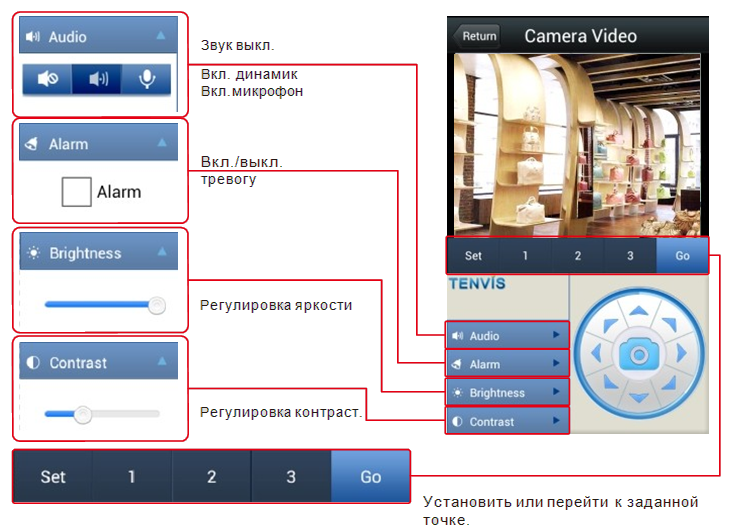 Audio
Звук выкл.
Вкл. динамик
Вкл.микрофон
Alarm
Alarm
Вкл./выкл.
тревогу
Brightness
Регулировка яркости
Contrast
Регулировка контраст.
Set 1 2 3 Go
Return Camera Video
Set 1 2 3 Go
TENVIS
Audio
Alarm
Brightness
Contrast
Установить или перейти к заданной
точке.